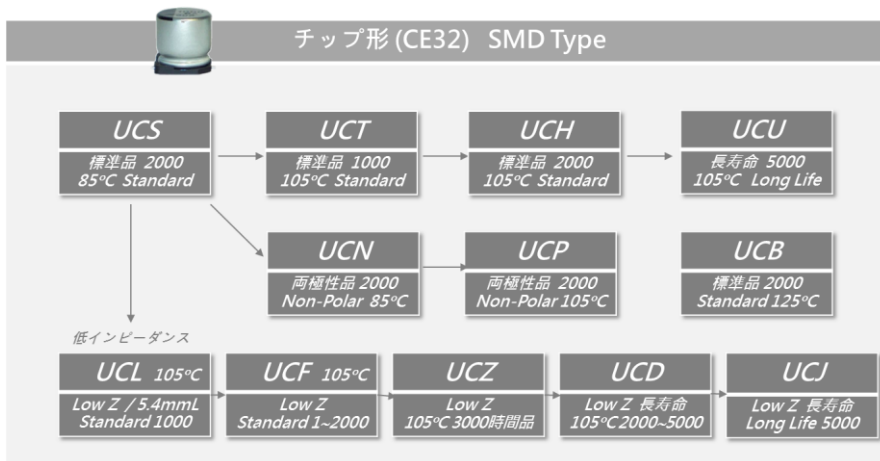 チップ形 (CE32) SMD Type
UCS
標準品 2000
85°C Standard
UCT
標準品 1000
105°C Standard
UCH
標準品 2000
105°C Standard
UCU
長寿命 5000
105°C Long Life
UCN
両極性品 2000
Non-Polar 85°C
UCP
両極性品 2000
Non-Polar 105°C
UCB
標準品 2000
Standard 125°C
低インピーダンス
UCL 105°C
Low Z / 5.4mmL
Standard 1000
UCF 105°C
Low Z
Standard 1~2000
UCZ
Low Z
105°C 3000時間品
UCD
Low Z 長寿命
105°C 2000~5000
UCJ
Low Z 長寿命
Long Life 5000